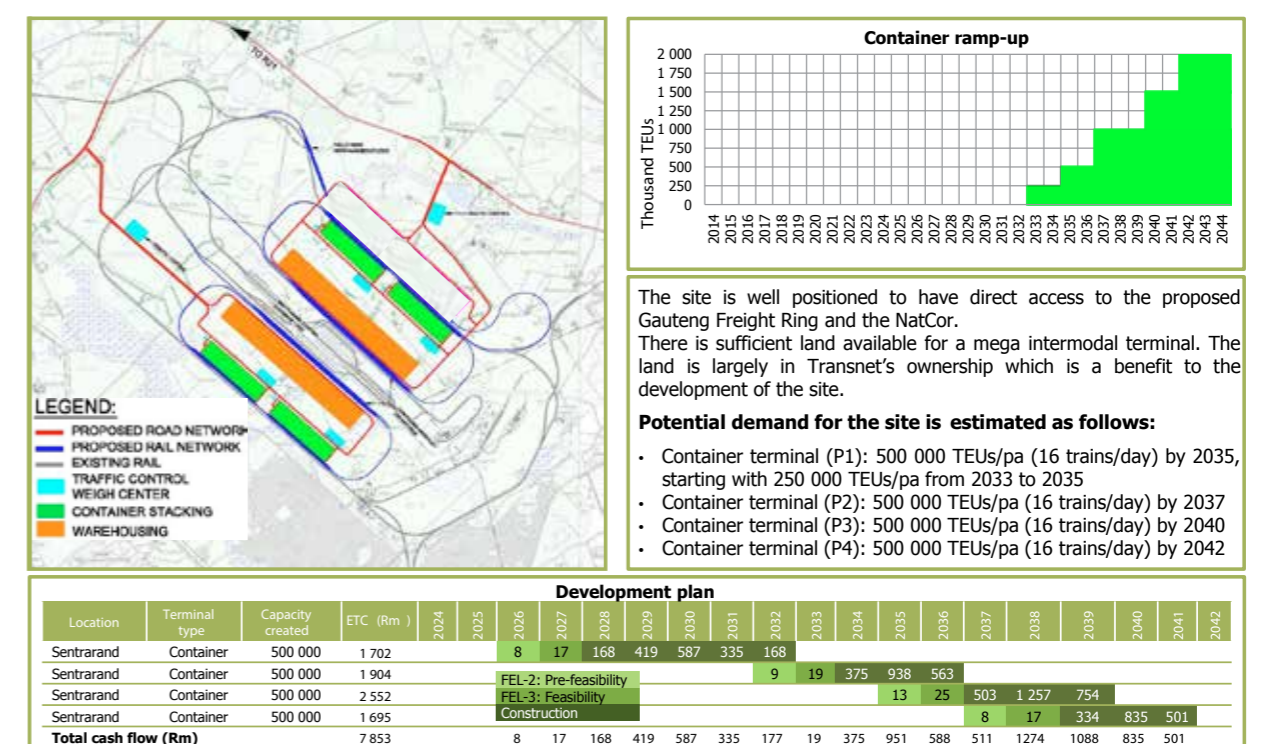 TO N21
LEGEND:
PROPOSED ROAD NETWORK
PROPOSED RAIL NETWORK
EXISTING RAIL
TRAFFIC CONTROL
WEIGH CENTER
CONTAINER STACKING
WAREHOUSING
Container ramp-up
Thousand TEUs
2 000
1 750
1 500
1 250
1 000
750
500
250
0
2014 2015 2016 2017 2018 2019 2020 2021 2022 2023 2024 2025 2026 2027 2028 2029 2030 2031 2032 2033 2034 2035 2036 2037 2038 2039 2040 2041 2042 2043 2044
The site is well positioned to have direct access to the proposed
Gauteng Freight Ring and the NatCor.
There is sufficient land available for a mega intermodal terminal. The
land is largely in Transnet's ownership which is a benefit to the
development of the site.
Potential demand for the site is estimated as follows:
• Container terminal (P1): 500 000 TEUs/pa (16 trains/day) by 2035,
starting with 250 000 TEUs/pa from 2033 to 2035
• Container terminal (P2): 500 000 TEUs/pa (16 trains/day) by 2037
• Container terminal (P3): 500 000 TEUs/pa (16 trains/day) by 2040
• Container terminal (P4): 500 000 TEUs/pa (16 trains/day) by 2042
Development plan
Location Terminal type Capacity created ETC (Rm ) 2024 2025 2026 2027 2028 2029 2030 2031 2032 2033 2034 2035 2036 2037 2038 2039 2040 2041 2042
Sentrarand Container 500 000 1 702 8 17 168 419 587 335 168
Sentrarand Container 500 000 1 904 9 19 375 938 563
Sentrarand Container 500 000 2 552 13 25 503 1 257 754
Sentrarand Container 500 000 1 695 8 17 334 835 501
FEL-2: Pre-feasibility
FEL-3: Feasibility
Construction
Total cash flow (Rm) 7 853 8 17 168 419 587 335 177 19 375 951 588 511 1274 1088 835 501